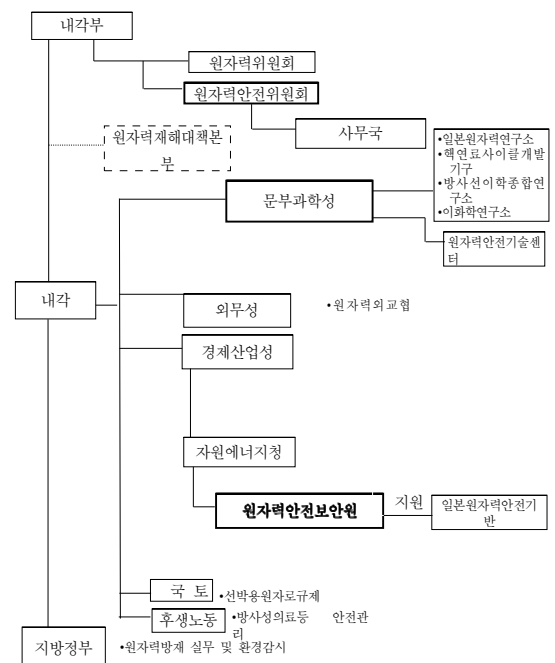 내각부
원자력위원회
원자력안전위원회
사무국
원자력재해대책본
부
•일본원자력연구소
•핵연료사이클개발
기구
•방사선의학종합연
구소
•이화학연구소
문부과학성
원자력안전기술센
터
내각
외무성
•원자력외교협
경제산업성
자원에너지청
원자력안전보안원
지원
일본원자력안전기
반
국 토
•선박용원자로규제
후생노동
•방사성의료등 안전관
리
지방정부
•원자력방재 실무 및 환경감시